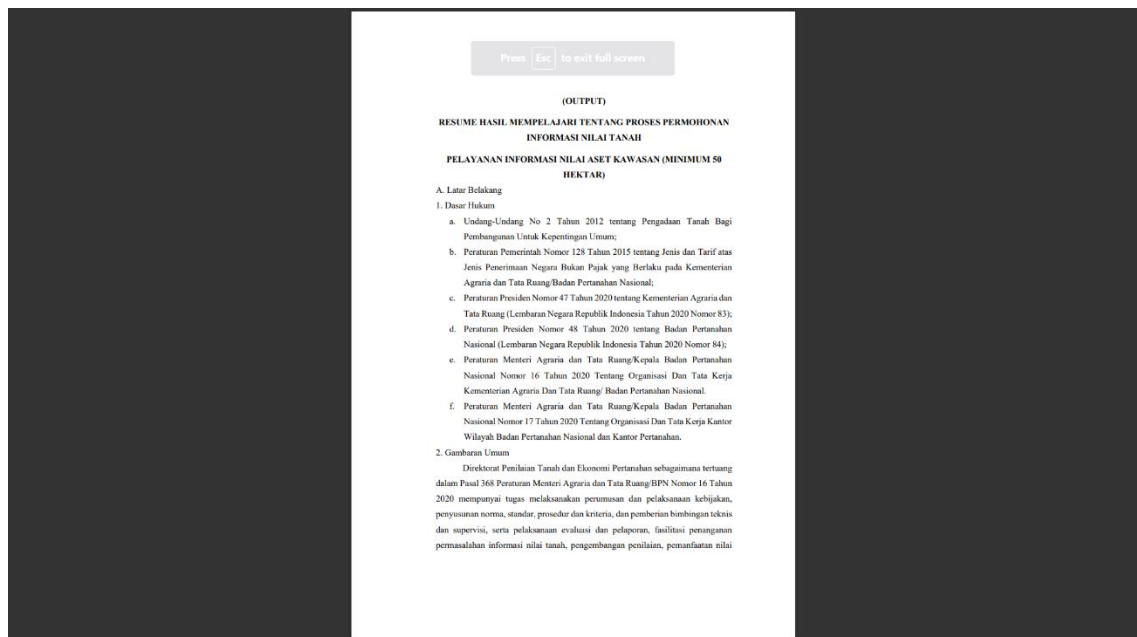 Press Esc to exit full screen
(OUTPUT)
RESUME HASIL MEMPELAJARI TENTANG PROSES PERMOHONAN
INFORMASI NILAI TANAH
PELAYANAN INFORMASI NILAI ASET KAWASAN (MINIMUM 50
HEKTAR)
A. Latar Belakang
1. Dasar Hukum
a. Undang-Undang No 2 Tahun 2012 tentang Pengadaan Tanah Bagi
Pembangunan Untuk Kepentingan Umum;
b. Peraturan Pemerintah Nomor 128 Tahun 2015 tentang Jenis dan Tarif atas
Jenis Penerimaan Negara Bukan Pajak yang Berlaku pada Kementerian
Agraria dan Tata Ruang/Badan Pertanahan Nasional;
c. Peraturan Presiden Nomor 47 Tahun 2020 tentang Kementerian Agraria dan
Tata Ruang (Lembaran Negara Republik Indonesia Tahun 2020 Nomor 83);
d. Peraturan Presiden Nomor 48 Tahun 2020 tentang Badan Pertanahan
Nasional (Lembaran Negara Republik Indonesia Tahun 2020 Nomor 84);
e. Peraturan Menteri Agraria dan Tata Ruang/Kepala Badan Pertanahan
Nasional Nomor 16 Tahun 2020 Tentang Organisasi Dan Tata Kerja
Kementerian Agraria Dan Tata Ruang/ Badan Pertanahan Nasional.
f. Peraturan Menteri Agraria dan Tata Ruang/Kepala Badan Pertanahan
Nasional Nomor 17 Tahun 2020 Tentang Organisasi Dan Tata Kerja Kantor
Wilayah Badan Pertanahan Nasional dan Kantor Pertanahan.
2. Gambaran Umum
Direktorat Penilaian Tanah dan Ekonomi Pertanahan sebagaimana tertuang
dalam Pasal 368 Peraturan Menteri Agraria dan Tata Ruang/BPN Nomor 16 Tahun
2020 mempunyai tugas melaksanakan perumusan dan pelaksanaan kebijakan,
penyusunan norma, standar, prosedur dan kriteria, dan pemberian bimbingan teknis
dan supervisi, serta pelaksanaan evaluasi dan pelaporan, fasilitasi penanganan
permasalahan informasi nilai tanah, pengembangan penilaian, pemanfaatan nilai